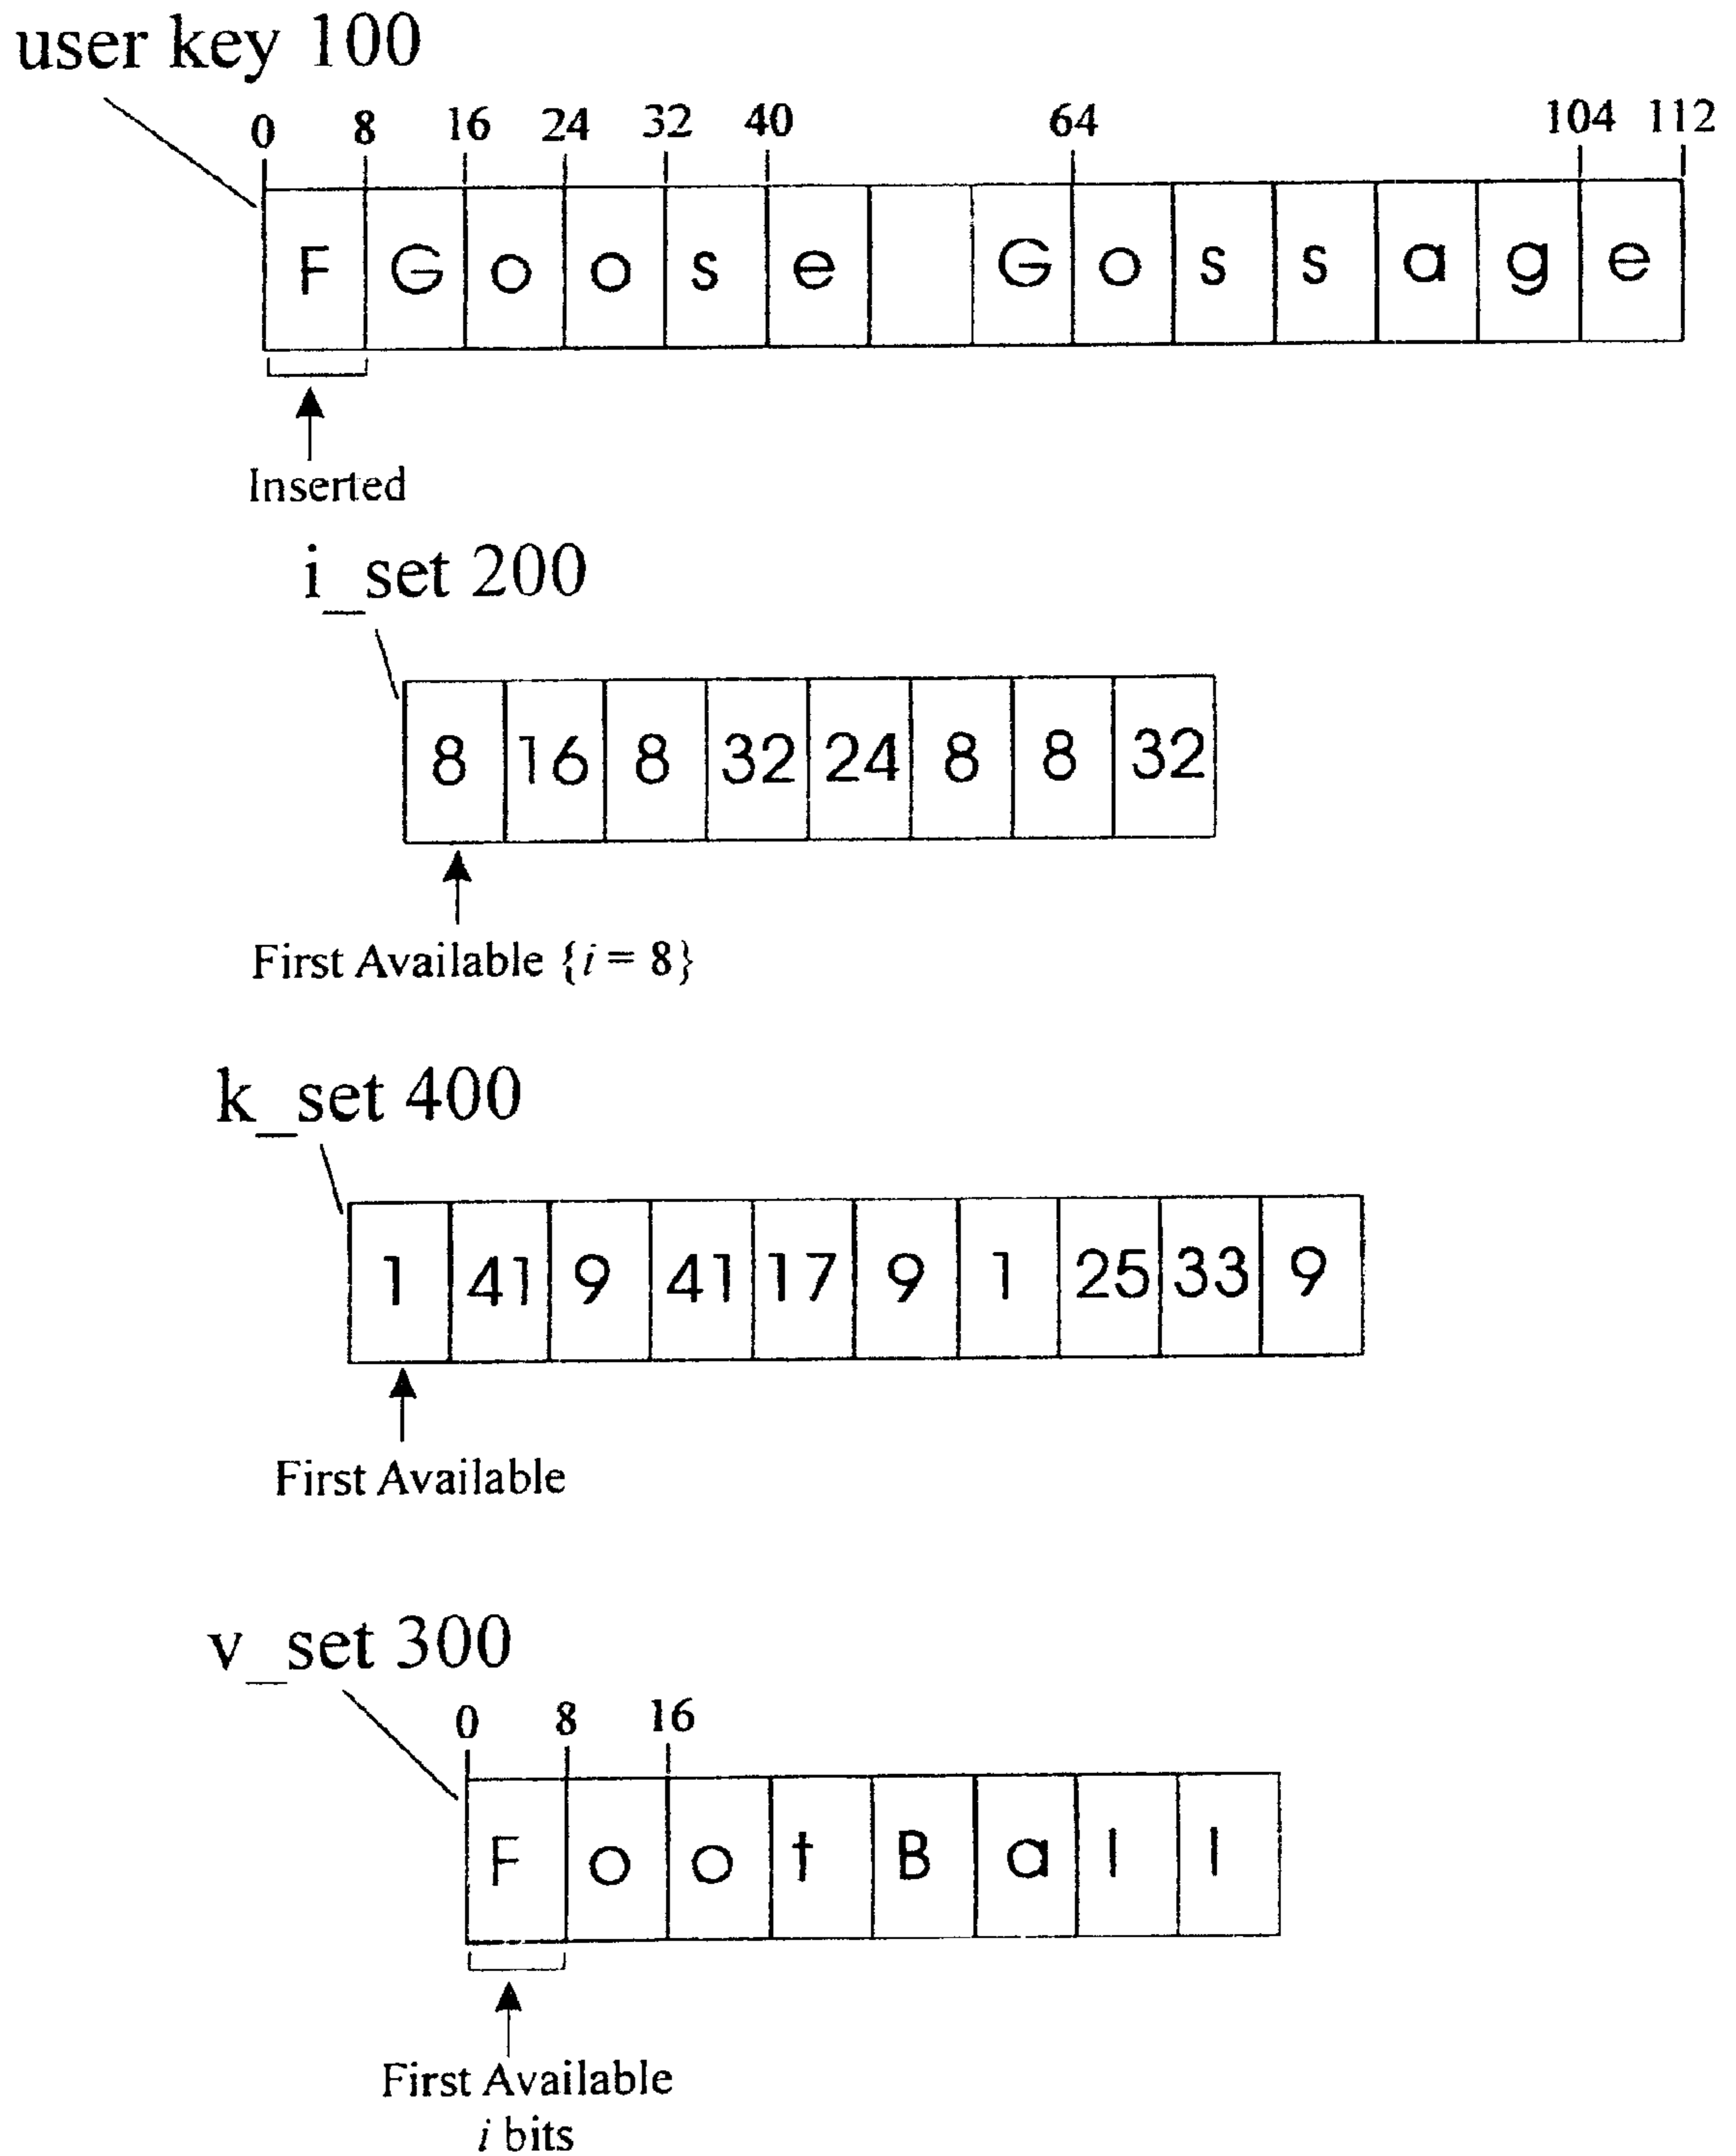 user key 100
0 8 16 24 32 40 64 104 112
F G o o s e G o s s a g e
Inserted
i_set 200
8 16 8 32 24 8 8 32
First Available {i = 8}
k_set 400
1 41 9 41 17 9 1 25 33 9
First Available
v_set 300
0 8 16
F o o t B a l l
First Available
i bits